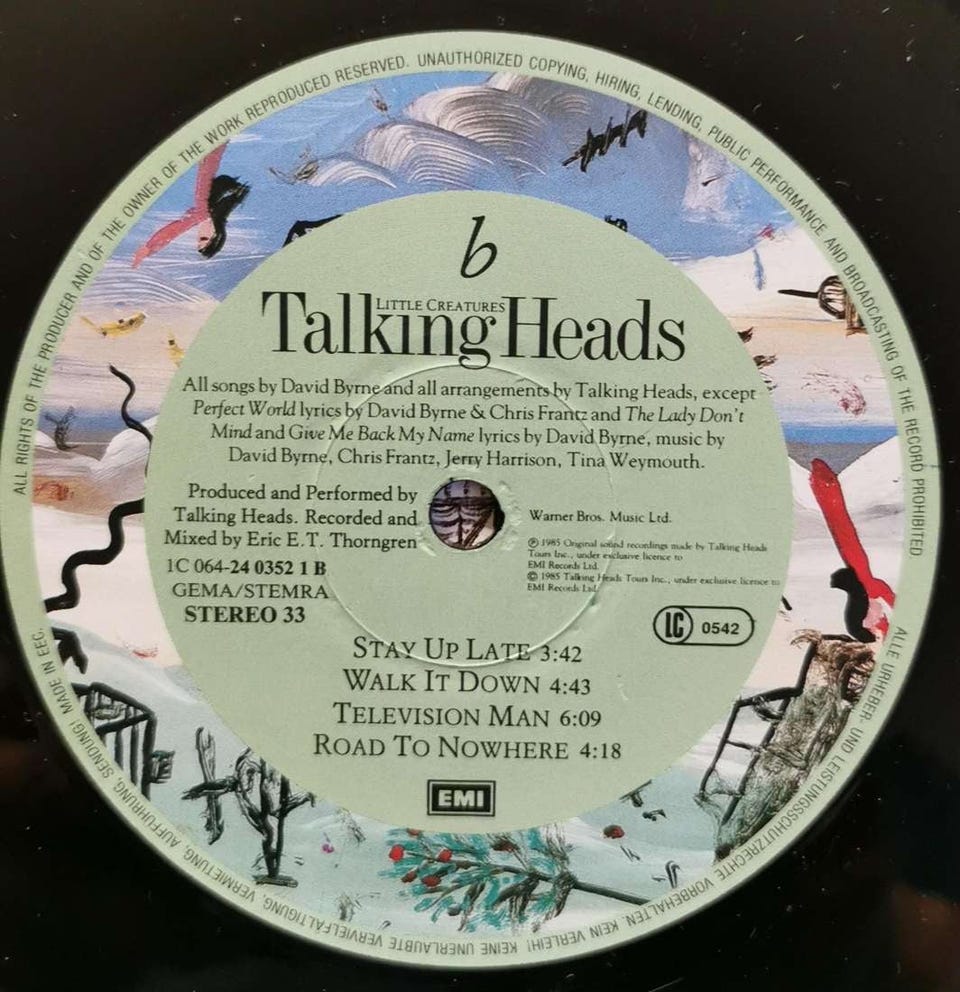 ALL RIGHTS OF THE PRODUCER AND OF THE OWNER OF THE WORK REPRODUCED RESERVED. UNAUTHORIZED COPYING, HIRING, LENDING, PUBLIC PERFORMANCE AND BROADCASTING OF THE RECORD PROHIBITED
b
LITTLE CREATURES
Talking Heads
All songs by David Byrne and all arrangements by Talking Heads, except
Perfect World lyrics by David Byrne & Chris Frantz and The Lady Don't
Mind and Give Me Back My Name lyrics by David Byrne, music by
David Byrne, Chris Frantz, Jerry Harrison, Tina Weymouth.
Produced and Performed by
Talking Heads. Recorded and
Mixed by Eric E.T. Thorngren
1C 064-24 0352 1 B
GEMA/STEMRA
STEREO 33
Warner Bros. Music Ltd.
℗ 1985 Original sound recordings made by Talking Heads
Tours Inc., under exclusive licence to
EMI Records Ltd.
© 1985 Talking Heads Tours Inc., under exclusive licence to
EMI Records Ltd.
LC 0542
STAY UP LATE 3:42
WALK IT DOWN 4:43
TELEVISION MAN 6:09
ROAD TO NOWHERE 4:18
EMI
ALLE URHEBER- UND LEISTUNGSSCHUTZRECHTE VORBEHALTEN. KEIN VERLEIH! KEINE UNERLAUBTE VERVIELFÄLTIGUNG, VERMIETUNG, AUFFÜHRUNG, SENDUNG! MADE IN EEC.